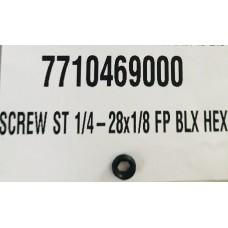 7710469000
SCREW ST 1/4-28x1/8 FP BLX HEX